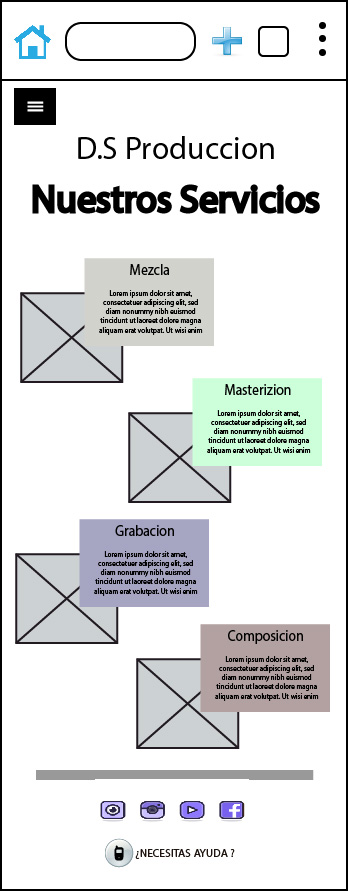 D.S Produccion
Nuestros Servicios
Mezcla
Lorem ipsum dolor sit amet,
consectetuer adipiscing elit, sed
diam nonummy nibh euismod
tincidunt ut laoreet dolore magna
aliquam erat volutpat. Ut wisi enim
Masterizion
Lorem ipsum dolor sit amet,
consectetuer adipiscing elit, sed
diam nonummy nibh euismod
tincidunt ut laoreet dolore magna
aliquam erat volutpat. Ut wisi enim
Grabacion
Lorem ipsum dolor sit amet,
consectetuer adipiscing elit, sed
diam nonummy nibh euismod
tincidunt ut laoreet dolore magna
aliquam erat volutpat. Ut wisi enim
Composicion
Lorem ipsum dolor sit amet,
consectetuer adipiscing elit, sed
diam nonummy nibh euismod
tincidunt ut laoreet dolore magna
aliquam erat volutpat. Ut wisi enim
¿NECESITAS AYUDA ?